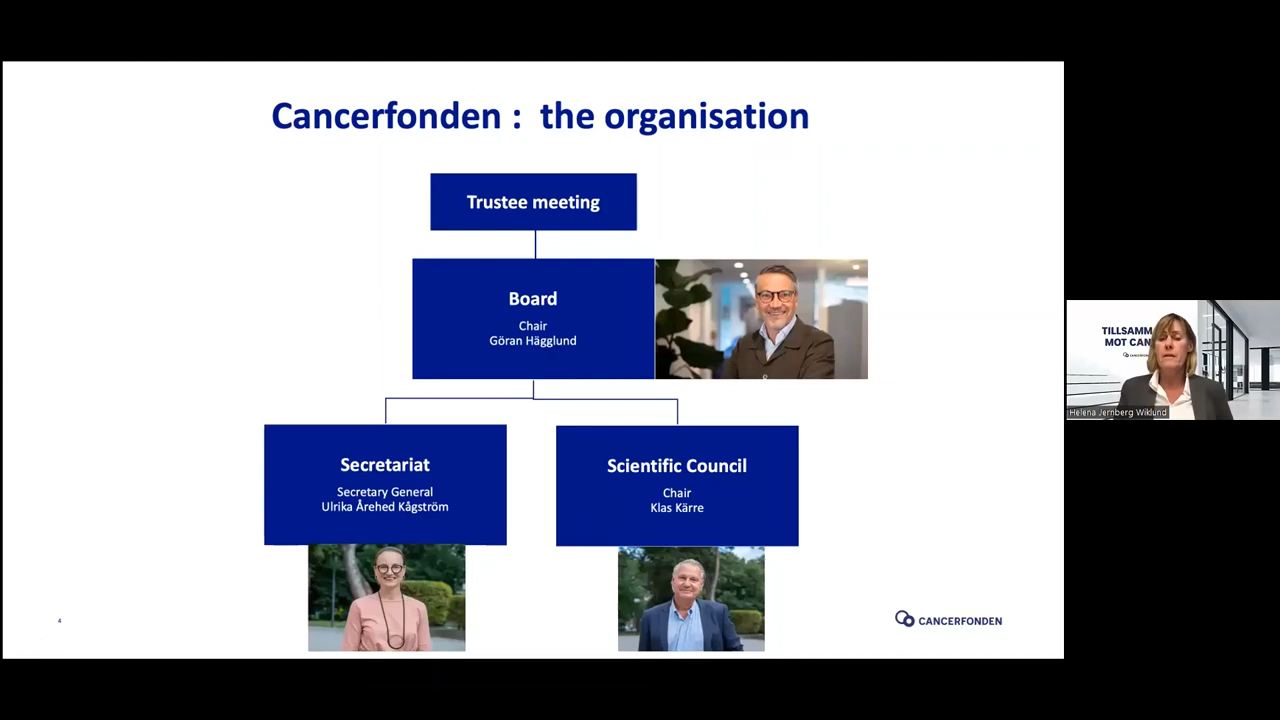 Cancerfonden : the organisation
Trustee meeting
Board
Chair
Göran Hägglund
Secretariat
Secretary General
Ulrika Årehed Kågström
Scientific Council
Chair
Klas Kärre
4
CANCERFONDEN
TILLSAMM
MOT CAN
Helena Jernberg Wiklund